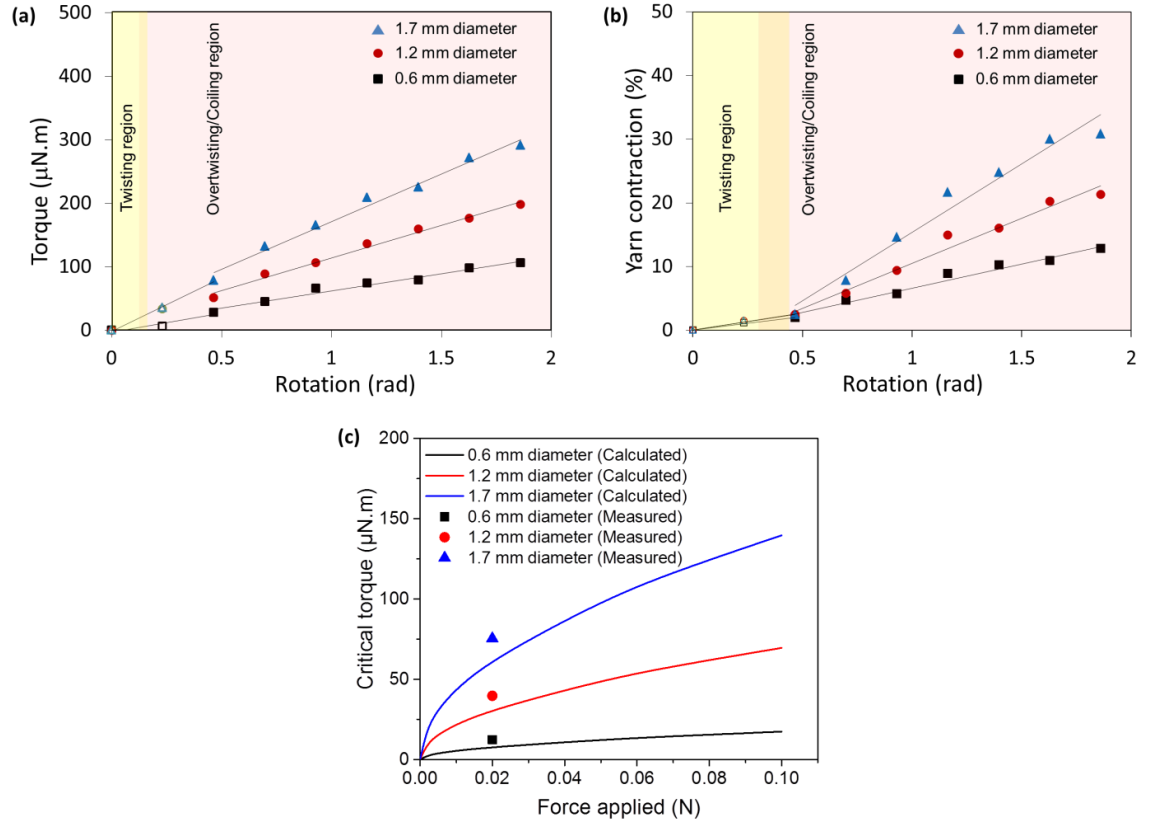 (a)
500
400
300
200
100
0
Torque (µN.m)
Twisting region
Overtwisting/Coiling region
1.7 mm diameter
1.2 mm diameter
0.6 mm diameter
0
0.5
1
1.5
2
Rotation (rad)
(b)
50
40
30
20
10
0
Yarn contraction (%)
Twisting region
Overtwisting/Coiling region
1.7 mm diameter
1.2 mm diameter
0.6 mm diameter
0
0.5
1
1.5
2
Rotation (rad)
(c)
200
150
100
50
0
Critical torque (µN.m)
0.6 mm diameter (Calculated)
1.2 mm diameter (Calculated)
1.7 mm diameter (Calculated)
0.6 mm diameter (Measured)
1.2 mm diameter (Measured)
1.7 mm diameter (Measured)
0.00
0.02
0.04
0.06
0.08
0.10
Force applied (N)